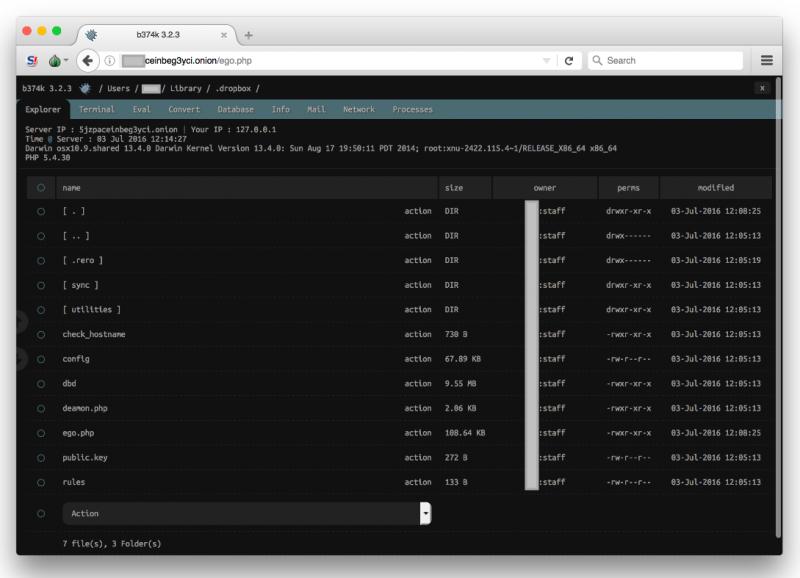 b374k 3.2.3
ceinbeg3yci.onion/ego.php
Search
b374k 3.2.3 / Users / / Library / .dropbox / x
Explorer Terminal Eval Convert Database Info Mail Network Processes
Server IP : 5jzpaceinbeg3yci.onion | Your IP : 127.0.0.1
Time @ Server : 03 Jul 2016 12:14:27
Darwin osx10.9.shared 13.4.0 Darwin Kernel Version 13.4.0: Sun Aug 17 19:50:11 PDT 2014; root:xnu-2422.115.4~1/RELEASE_X86_64 x86_64
PHP 5.4.30
name size owner perms modified
[ . ] action DIR :staff drwxr-xr-x 03-Jul-2016 12:08:25
[ .. ] action DIR :staff drwx------ 03-Jul-2016 12:05:13
[ .rero ] action DIR :staff drwx------ 03-Jul-2016 12:05:19
[ sync ] action DIR :staff drwxr-xr-x 03-Jul-2016 12:05:13
[ utilities ] action DIR :staff drwxr-xr-x 03-Jul-2016 12:05:13
check_hostname action 730 B :staff -rwxr-xr-x 03-Jul-2016 12:05:13
config action 67.89 KB :staff -rw-r--r-- 03-Jul-2016 12:05:13
dbd action 9.55 MB :staff -rwxr-xr-x 03-Jul-2016 12:05:13
deamon.php action 2.06 KB :staff -rwxr-xr-x 03-Jul-2016 12:05:13
ego.php action 108.64 KB :staff -rwxr-xr-x 03-Jul-2016 12:08:25
public.key action 272 B :staff -rw-r--r-- 03-Jul-2016 12:05:13
rules action 133 B :staff -rw-r--r-- 03-Jul-2016 12:05:13
Action
7 file(s), 3 Folder(s)